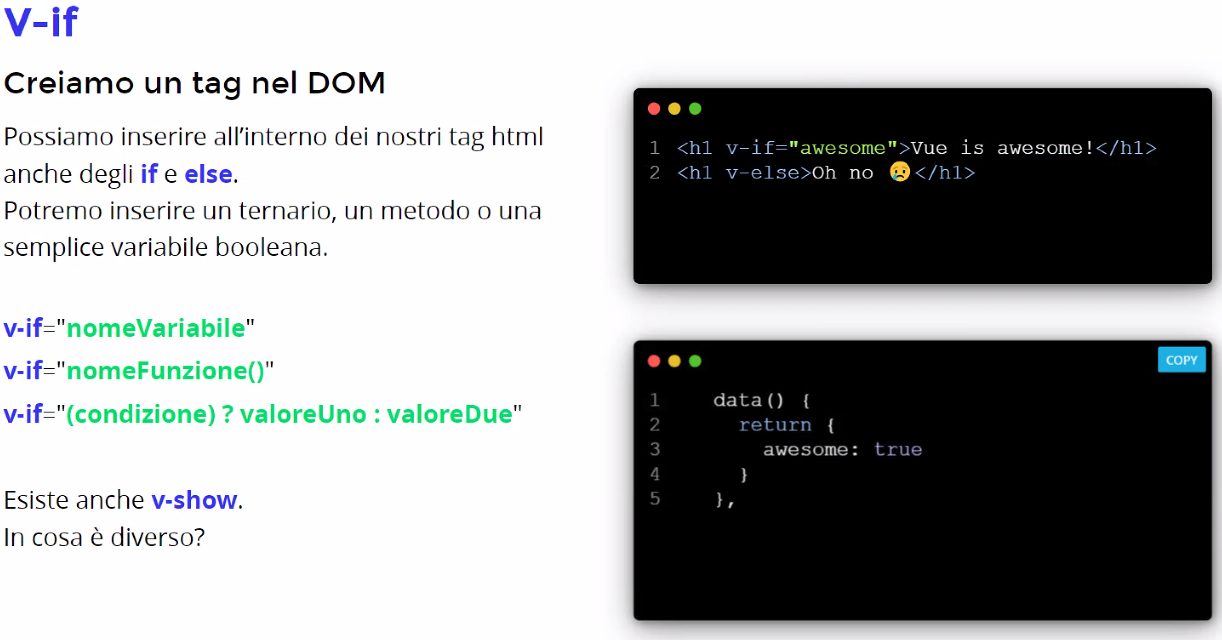 V-if
Creiamo un tag nel DOM
Possiamo inserire all’interno dei nostri tag html
anche degli if e else.
Potremo inserire un ternario, un metodo o una
semplice variabile booleana.
v-if="nomeVariabile"
v-if="nomeFunzione()"
v-if="(condizione) ? valoreUno : valoreDue"
Esiste anche v-show.
In cosa è diverso?
1 <h1 v-if="awesome">Vue is awesome!</h1>
2 <h1 v-else>Oh no 😢</h1>
COPY
1 data() {
2 return {
3 awesome: true
4 }
5 },